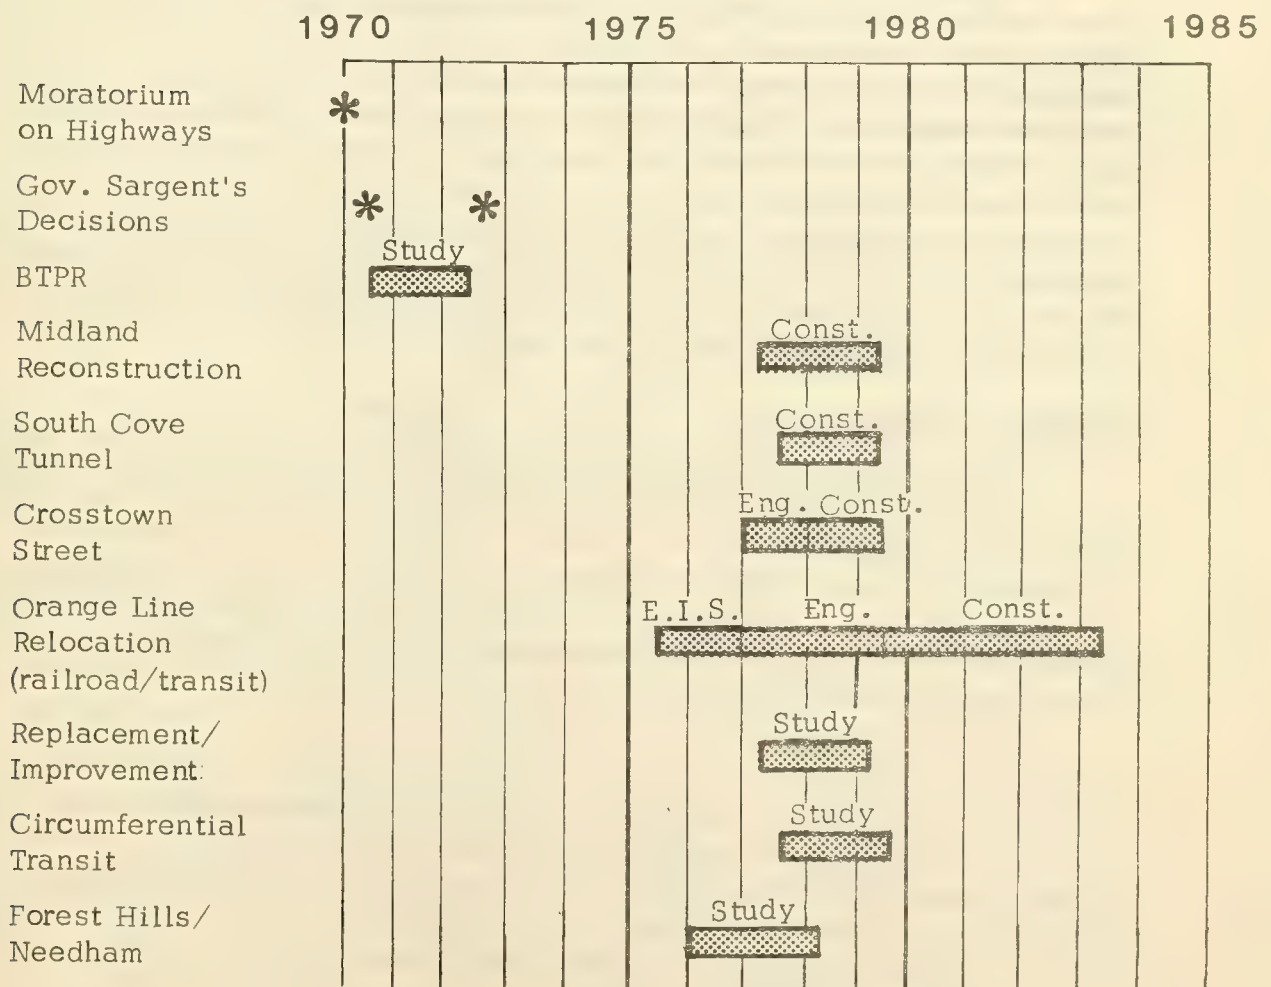 1970 1975 1980 1985
Moratorium
on Highways
*
Gov. Sargent's
Decisions
* *
BTPR
Study
Midland
Reconstruction
Const.
South Cove
Tunnel
Const.
Crosstown
Street
Eng. Const.
Orange Line
Relocation
(railroad/transit)
E.I.S. Eng. Const.
Replacement/
Improvement
Study
Circumferential
Transit
Study
Forest Hills/
Needham
Study